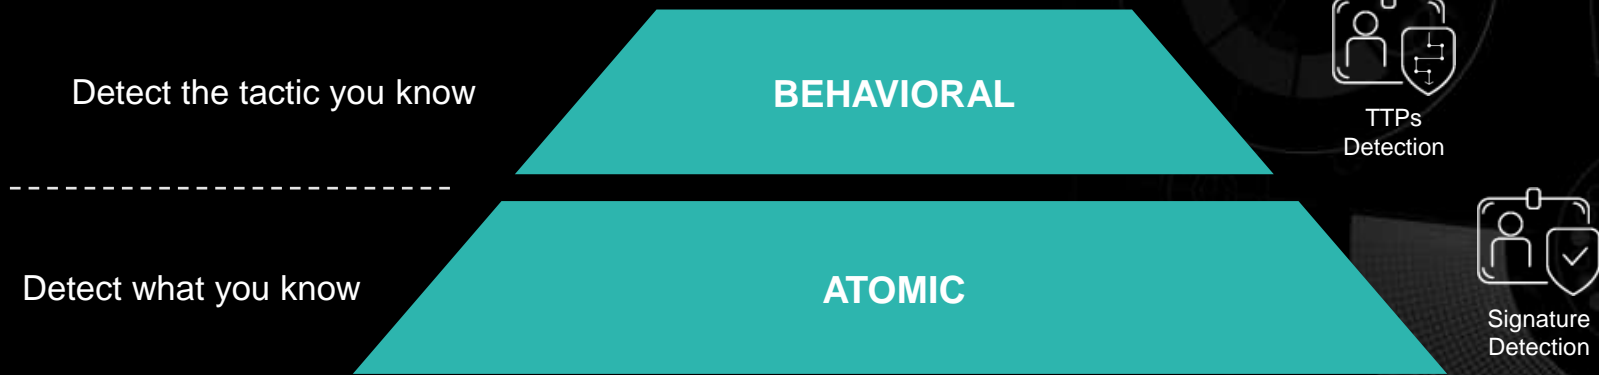 Detect the tactic you know
BEHAVIORAL
TTPs
Detection
Detect what you know
ATOMIC
Signature
Detection